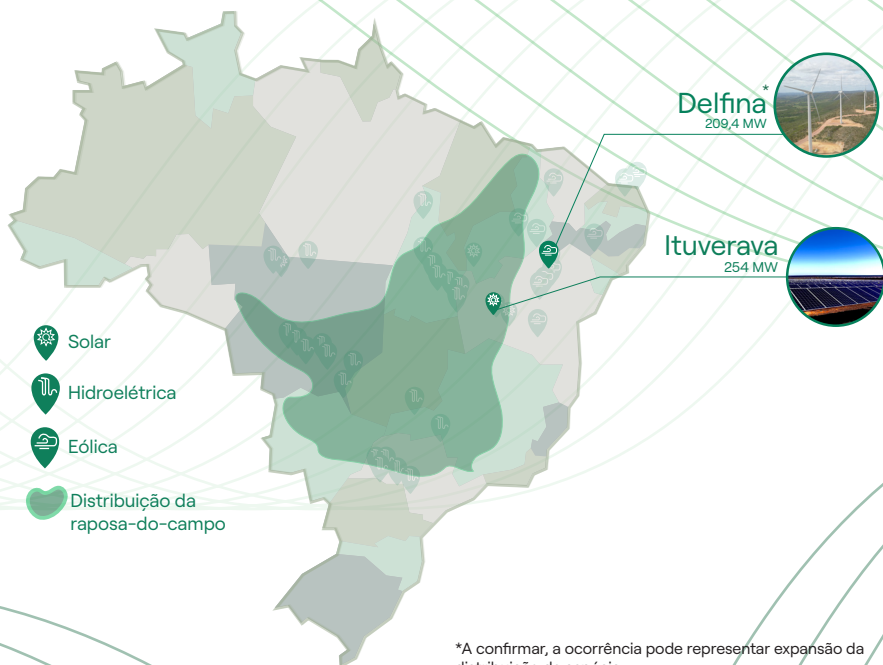 Delfina*
209,4 MW
Ituverava
254 MW
Solar
Hidroelétrica
Eólica
Distribuição da
raposa-do-campo
*A confirmar, a ocorrência pode representar expansão da